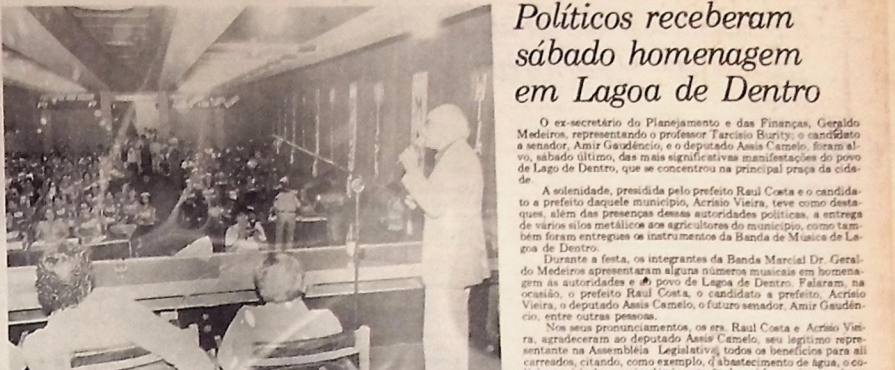 Políticos receberam
sábado homenagem
em Lagoa de Dentro
O ex-secretário do Planejamento e das Finanças, Geraldo
Medeiros, representando o professor Tarcísio Burity; o candidato
a senador, Amir Gaudêncio, e o deputado Assis Camelo, foram al-
vo, sábado último, das mais significativas manifestações do povo
de Lago de Dentro, que se concentrou na principal praça da cida-
de.
A solenidade, presidida pelo prefeito Raul Costa e o candida-
to a prefeito daquele município, Acrísio Vieira, teve como desta-
ques, além das presenças dessas autoridades políticas, a entrega
de vários silos metálicos aos agricultores do município, como tam-
bém foram entregues os instrumentos da Banda de Música de La-
goa de Dentro.
Durante a festa, os integrantes da Banda Marcial Dr. Geral-
do Medeiros apresentaram alguns números musicais em homena-
gem às autoridades e ao povo de Lagoa de Dentro. Falaram, na
ocasião, o prefeito Raul Costa, o candidato a prefeito, Acrísio
Vieira, o deputado Assis Camelo, o futuro senador, Amir Gaudên-
cio, entre outras pessoas.
Nos seus pronunciamentos, os srs. Raul Costa e Acrísio Viei-
ra, agradeceram ao deputado Assis Camelo, seu legítimo repre-
sentante na Assembléia Legislativa, todos os benefícios para ali
carreados, citando, como exemplo, o abastecimento de água, o co-